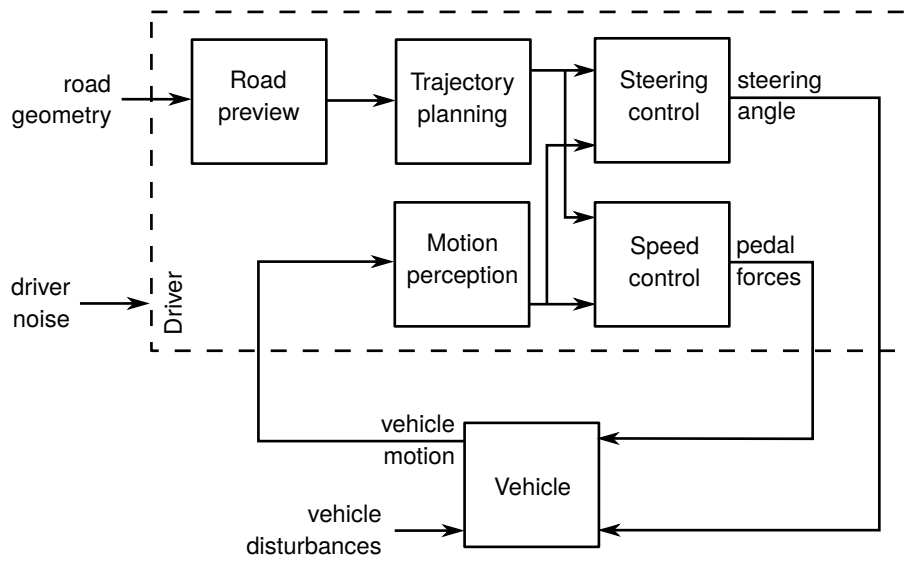 road
geometry
Road
preview
Trajectory
planning
Steering
control
steering
angle
Motion
perception
Speed
control
pedal
forces
driver
noise
Driver
vehicle
motion
Vehicle
vehicle
disturbances